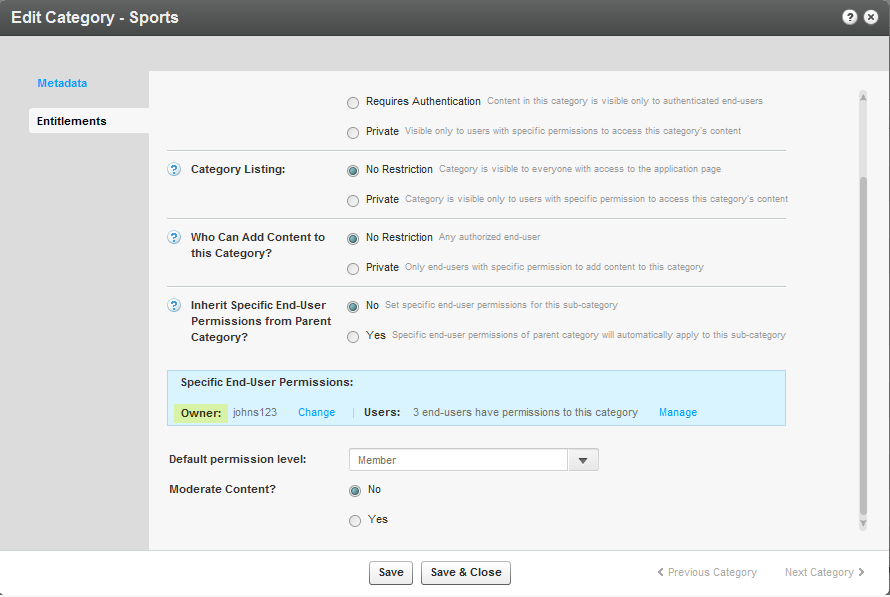 Edit Category - Sports
Metadata
Entitlements
Requires Authentication Content in this category is visible only to authenticated end-users
Private Visible only to users with specific permissions to access this category's content
Category Listing:
No Restriction Category is visible to everyone with access to the application page
Private Category is visible only to users with specific permission to access this category's content
Who Can Add Content to
this Category?
No Restriction Any authorized end-user
Private Only end-users with specific permission to add content to this category
Inherit Specific End-User
Permissions from Parent
Category?
No Set specific end-user permissions for this sub-category
Yes Specific end-user permissions of parent category will automatically apply to this sub-category
Specific End-User Permissions:
Owner: johns123 Change | Users: 3 end-users have permissions to this category Manage
Default permission level: Member
Moderate Content? No
Yes
Save Save & Close Previous Category Next Category